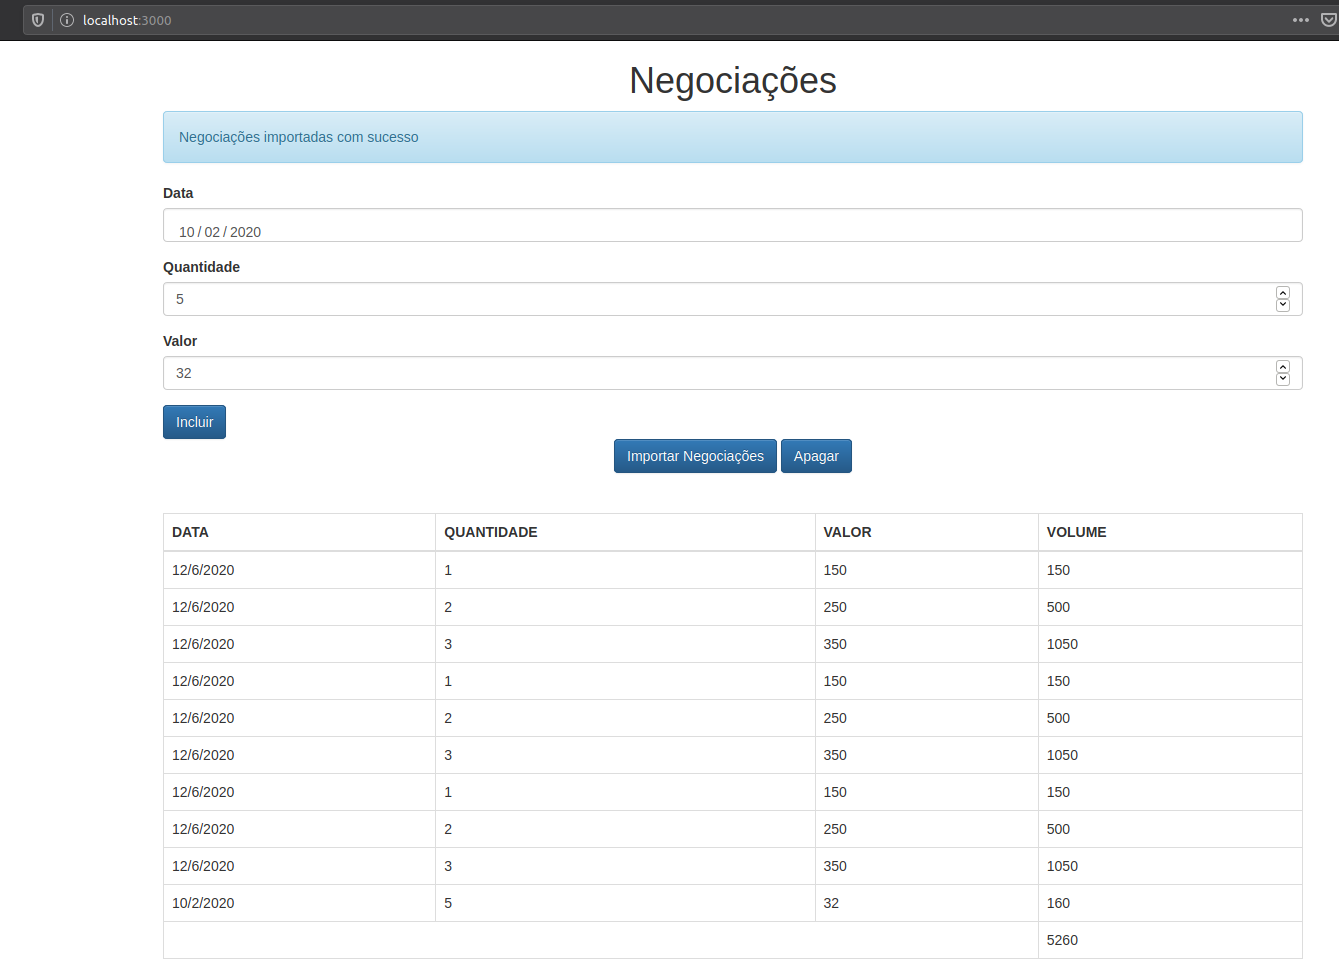 localhost:3000
Negociações
Negociações importadas com sucesso
Data
10 / 02 / 2020
Quantidade
5
Valor
32
Incluir
Importar Negociações Apagar
DATA QUANTIDADE VALOR VOLUME
12/6/2020 1 150 150
12/6/2020 2 250 500
12/6/2020 3 350 1050
12/6/2020 1 150 150
12/6/2020 2 250 500
12/6/2020 3 350 1050
12/6/2020 1 150 150
12/6/2020 2 250 500
12/6/2020 3 350 1050
10/2/2020 5 32 160
5260